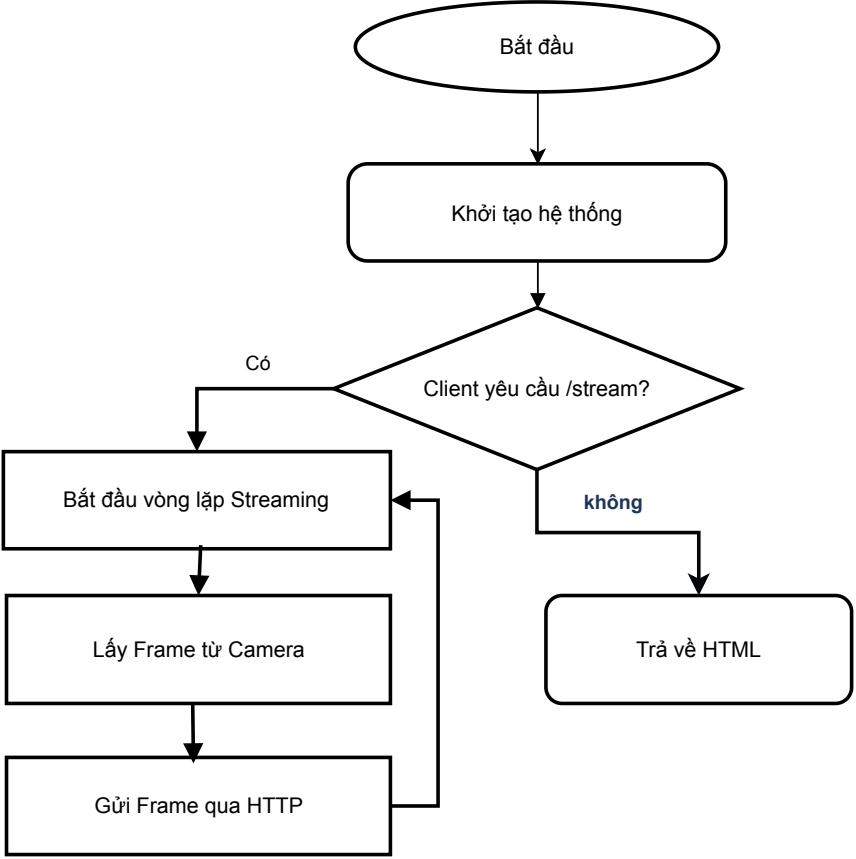 Bắt đầu
Khởi tạo hệ thống
Có
Client yêu cầu /stream?
Bắt đầu vòng lặp Streaming
không
Lấy Frame từ Camera
Trả về HTML
Gửi Frame qua HTTP